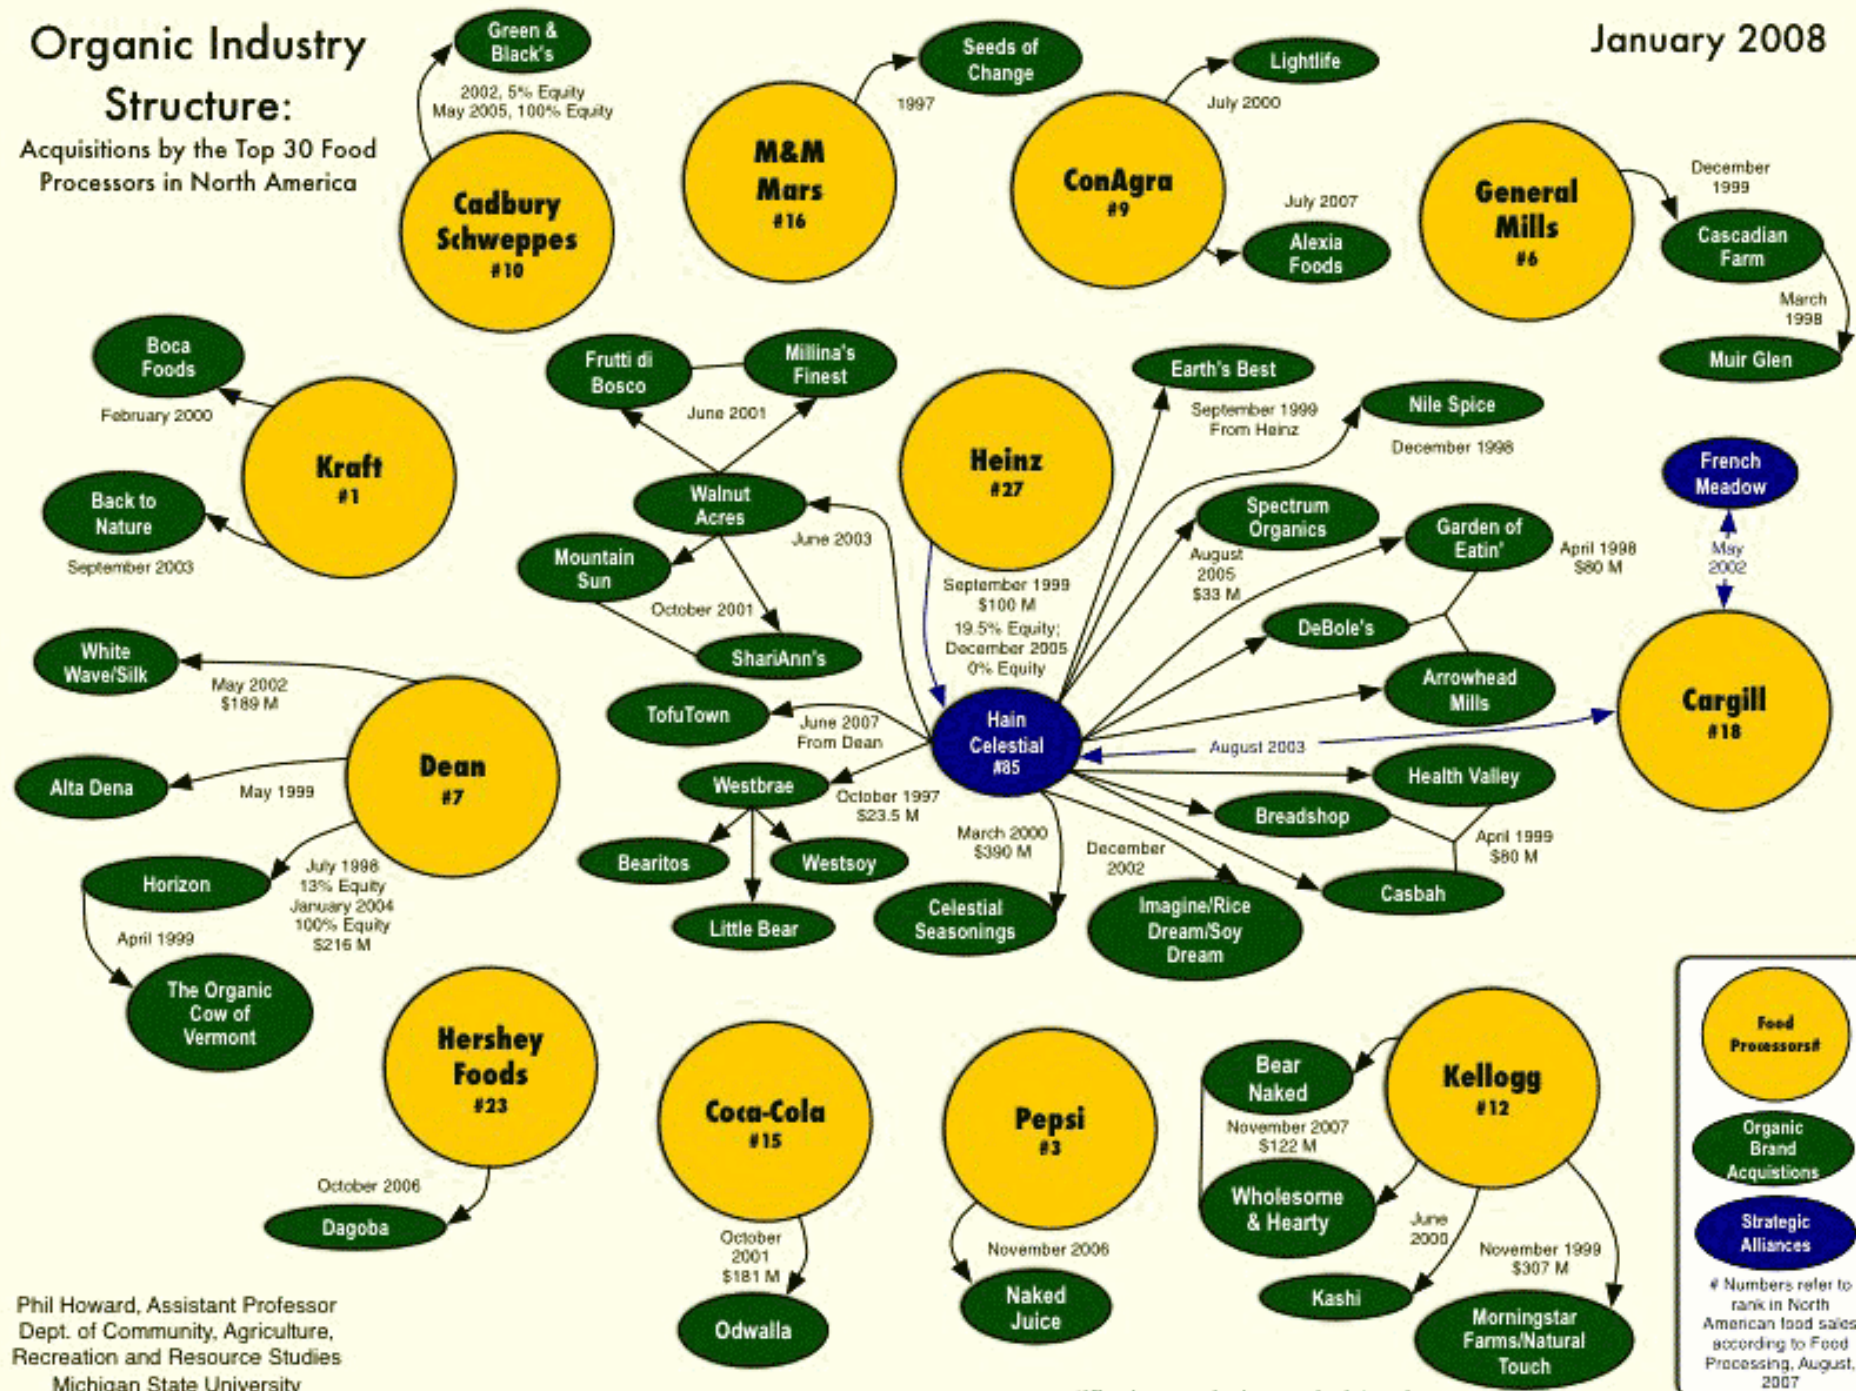 Organic Industry
Structure:
Acquisitions by the Top 30 Food
Processors in North America
January 2008
Green &
Black's
2002, 5% Equity
May 2005, 100% Equity
Cadbury
Schweppes
#10
Seeds of
Change
1997
M&M
Mars
#16
Lightlife
July 2000
ConAgra
#9
July 2007
Alexia
Foods
General
Mills
#6
December
1999
Cascadian
Farm
March
1998
Muir Glen
Boca
Foods
February 2000
Kraft
#1
Back to
Nature
September 2003
Frutti di
Bosco
Millina's
Finest
June 2001
Walnut
Acres
June 2003
Mountain
Sun
October 2001
ShariAnn's
Heinz
#27
September 1999
$100 M
19.5% Equity;
December 2005
0% Equity
Earth's Best
September 1999
From Heinz
Nile Spice
December 1998
Spectrum
Organics
August
2005
$33 M
Garden of
Eatin'
April 1998
$80 M
DeBole's
Arrowhead
Mills
French
Meadow
May
2002
Cargill
#18
White
Wave/Silk
May 2002
$189 M
Dean
#7
Alta Dena
May 1999
Horizon
July 1998
13% Equity
January 2004
100% Equity
$216 M
April 1999
The Organic
Cow of
Vermont
TofuTown
June 2007
From Dean
Hain
Celestial
#85
August 2003
Westbrae
October 1997
$23.5 M
Bearitos
Westsoy
Little Bear
March 2000
$390 M
Celestial
Seasonings
December
2002
Imagine/Rice
Dream/Soy
Dream
Health Valley
Breadshop
April 1999
$80 M
Casbah
Hershey
Foods
#23
October 2006
Dagoba
Coca-Cola
#15
October
2001
$181 M
Odwalla
Pepsi
#3
November 2006
Naked
Juice
Kellogg
#12
Bear
Naked
November 2007
$122 M
Wholesome
& Hearty
June
2000
Kashi
November 1999
$307 M
Morningstar
Farms/Natural
Touch
Food
Processors#
Organic
Brand
Acquistions
Strategic
Alliances
# Numbers refer to
rank in North
American food sales
according to Food
Processing, August,
2007
Phil Howard, Assistant Professor
Dept. of Community, Agriculture,
Recreation and Resource Studies
Michigan State University